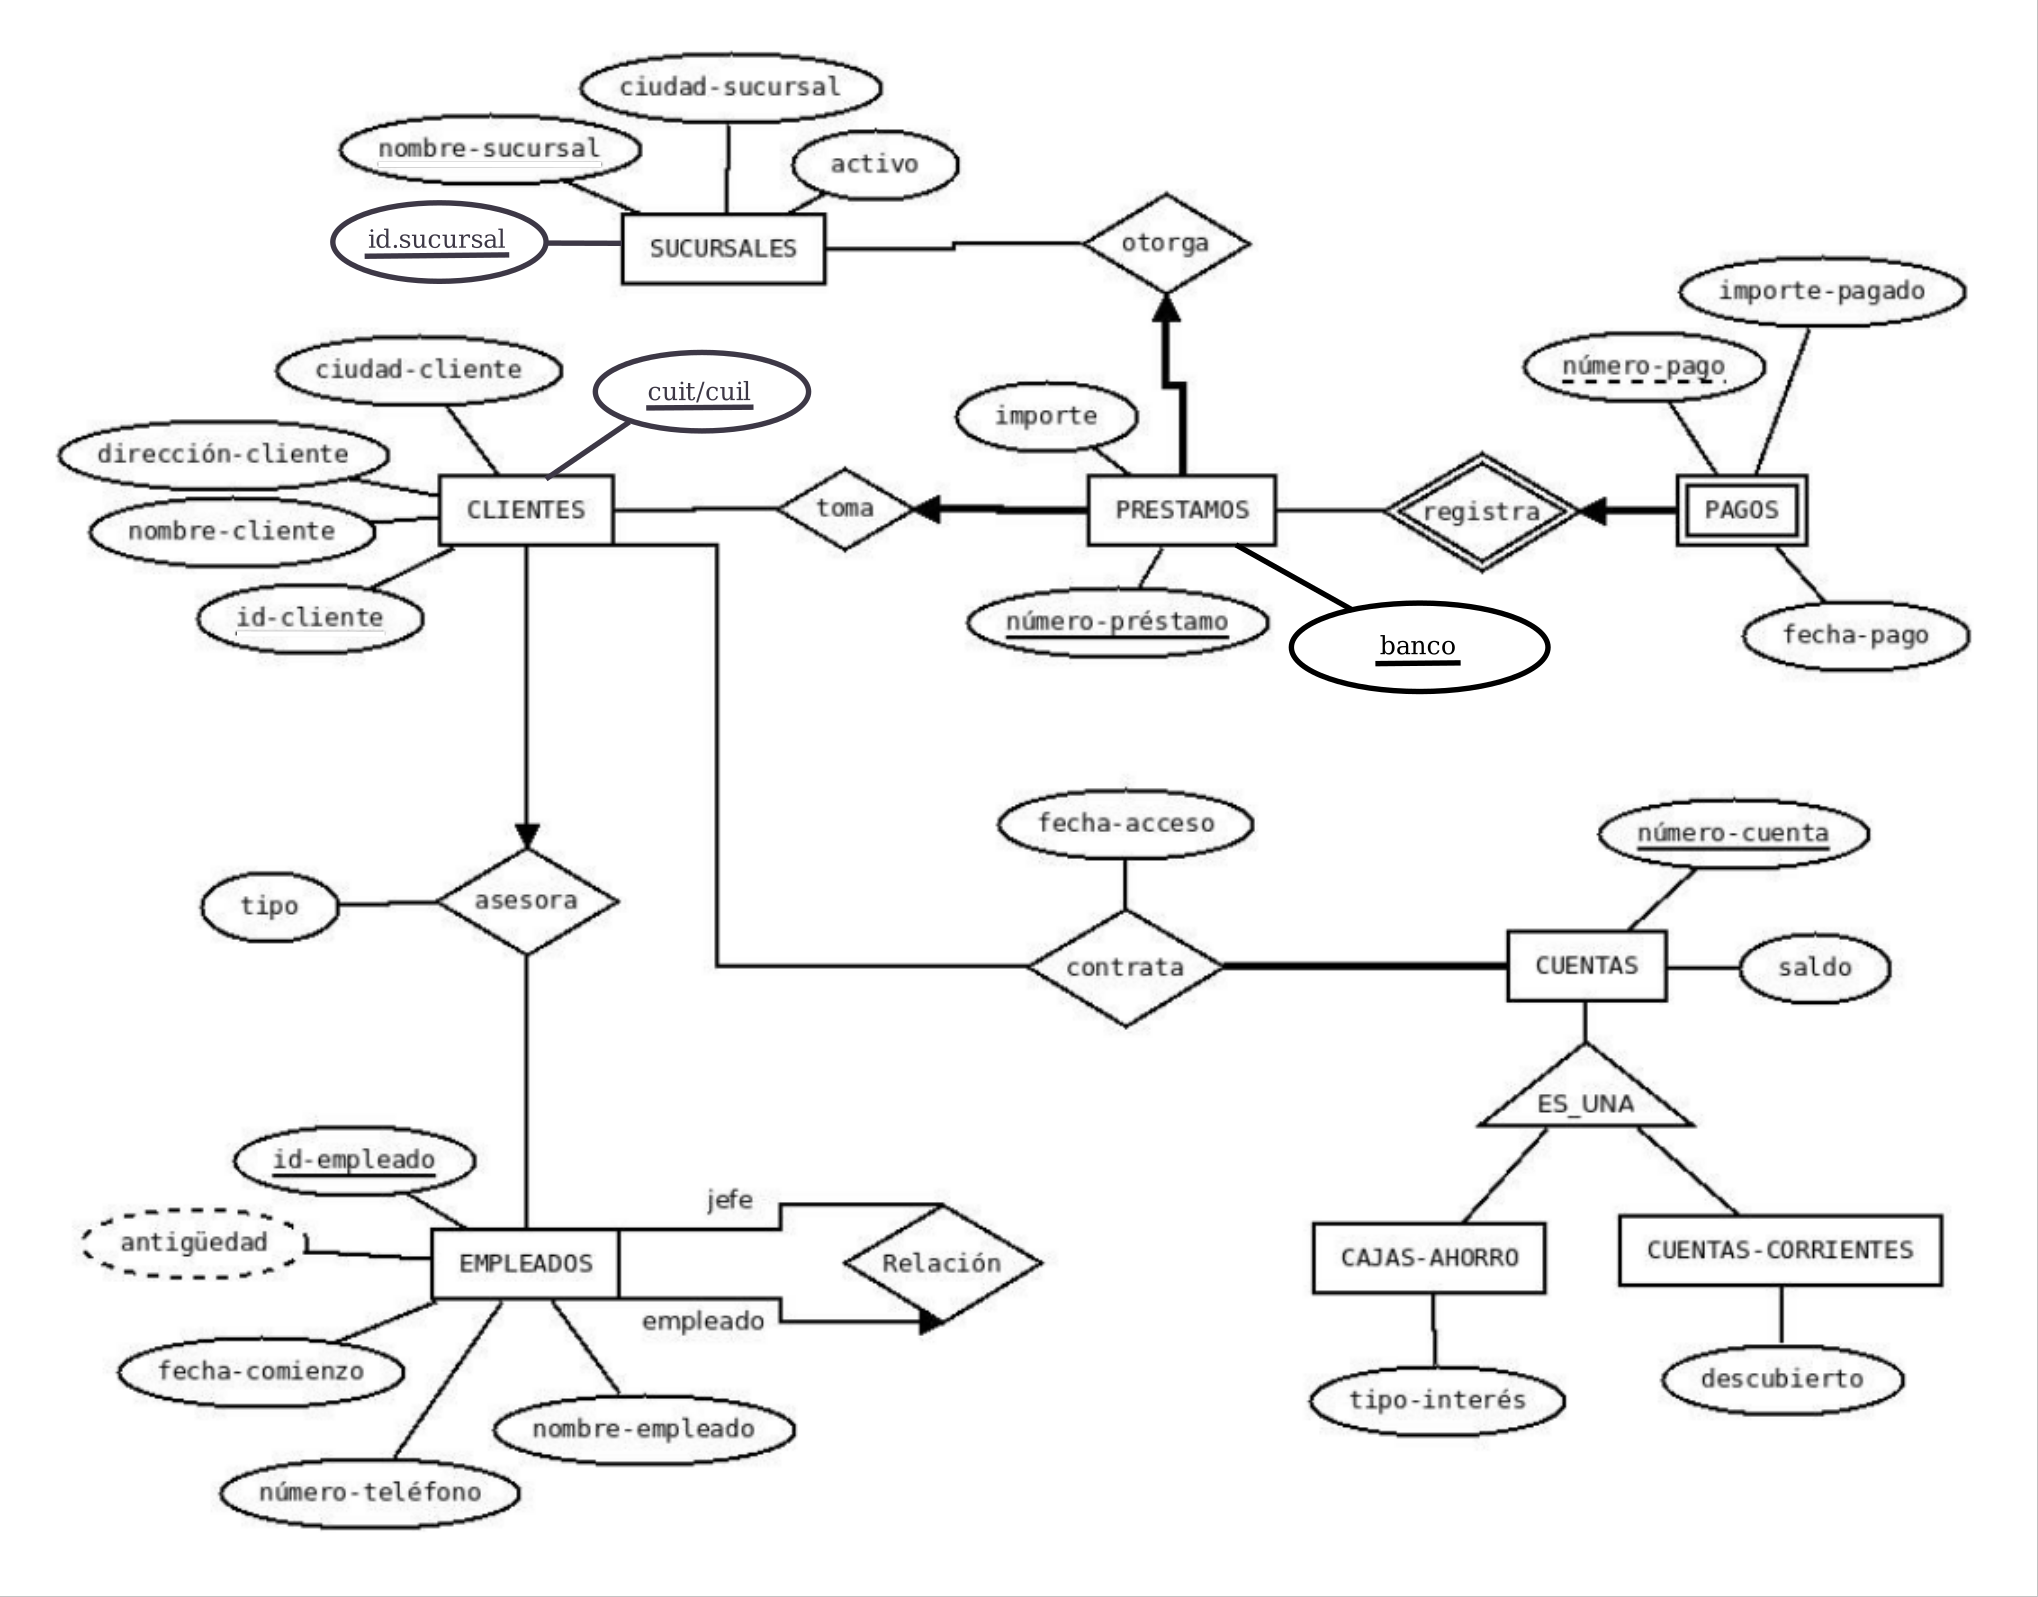 ciudad-sucursal
nombre-sucursal
activo
id.sucursal
SUCURSALES
otorga
importe-pagado
ciudad-cliente
cuit/cuil
número-pago
importe
dirección-cliente
CLIENTES
toma
PRESTAMOS
registra
PAGOS
nombre-cliente
id-cliente
número-préstamo
banco
fecha-pago
fecha-acceso
número-cuenta
tipo
asesora
contrata
CUENTAS
saldo
ES_UNA
id-empleado
jefe
antigüedad
EMPLEADOS
Relación
CAJAS-AHORRO
CUENTAS-CORRIENTES
empleado
fecha-comienzo
nombre-empleado
tipo-interés
descubierto
número-teléfono